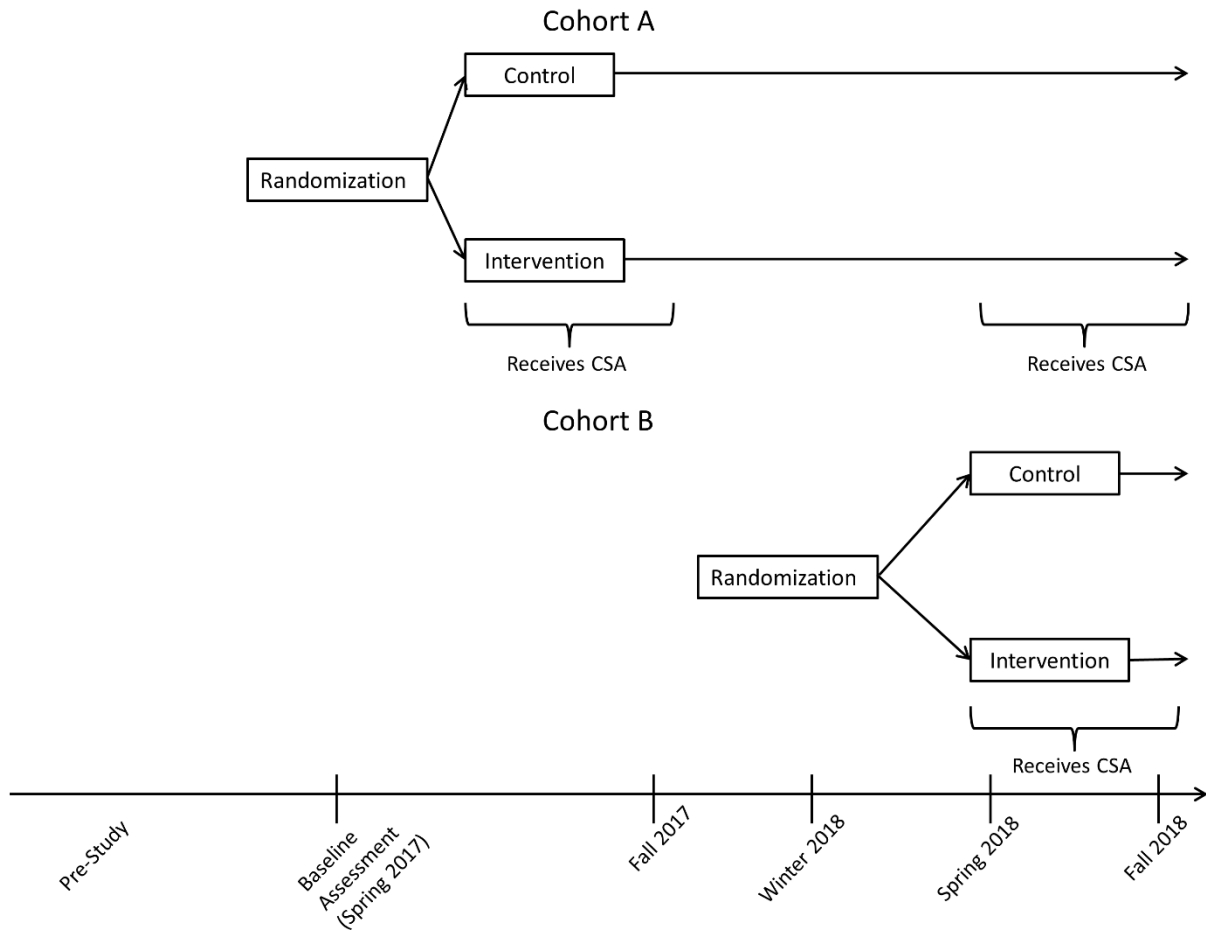 Cohort A
Control
Randomization
Intervention
Receives CSA
Receives CSA
Cohort B
Control
Randomization
Intervention
Receives CSA
Pre-Study
Baseline
Assessment
(Spring 2017)
Fall 2017
Winter 2018
Spring 2018
Fall 2018